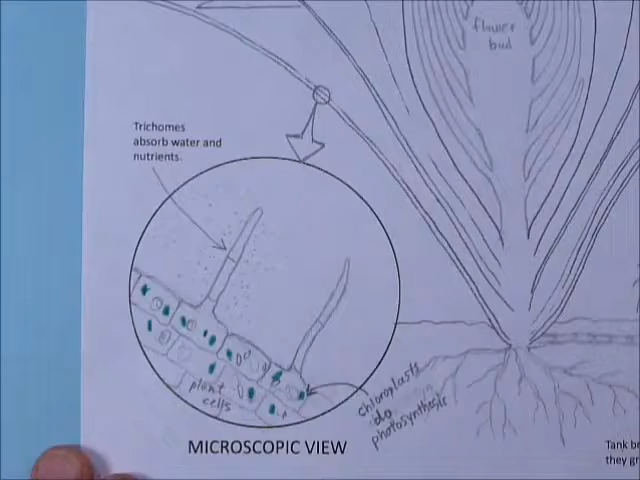 flower
bud
Trichomes
absorb water and
nutrients.
plant
cells
chloroplasts
do
photosynthesis
MICROSCOPIC VIEW
Tank br
they gr